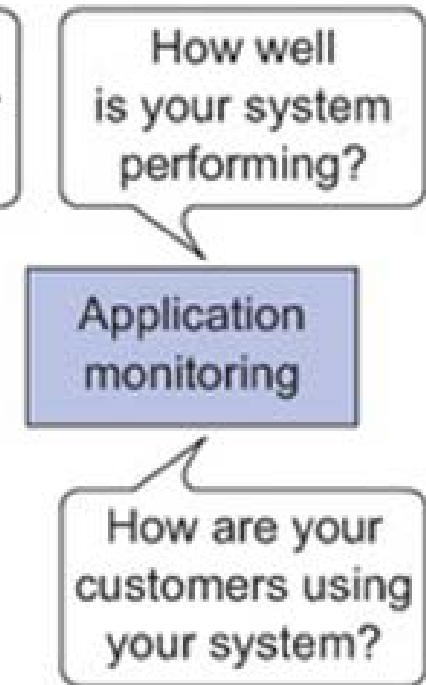 How well
is your system
performing?
Application
monitoring
How are your
customers using
your system?